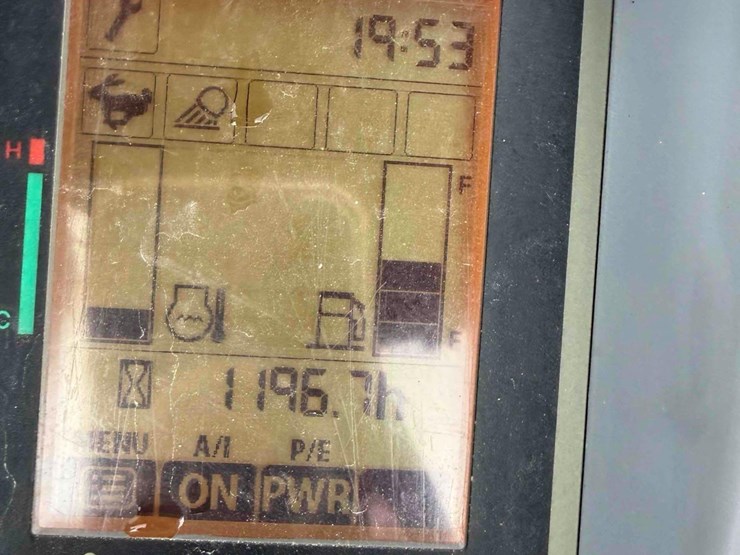 19:53
H
F
C
F
1196.7h
MENU A/I P/E
ON PWR